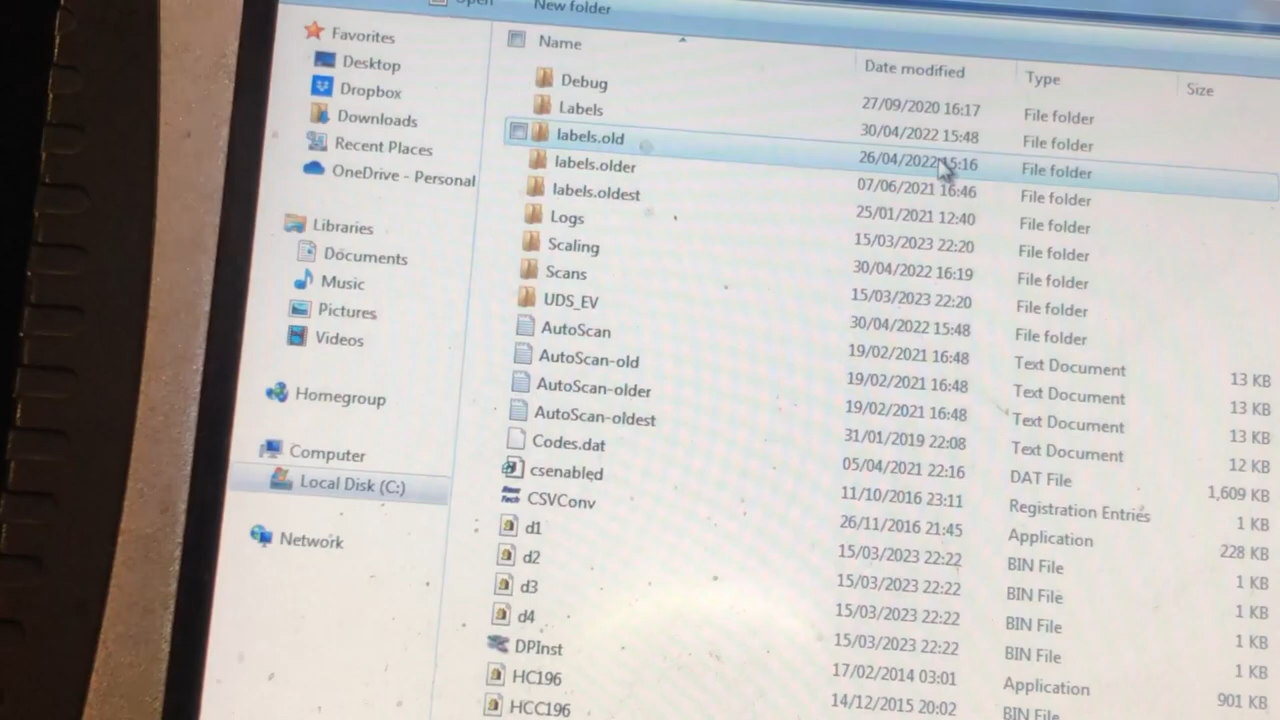 Open New folder
Favorites
Desktop
Dropbox
Downloads
Recent Places
OneDrive - Personal
Libraries
Documents
Music
Pictures
Videos
Homegroup
Computer
Local Disk (C:)
Network
Name Date modified Type Size
Debug 27/09/2020 16:17 File folder
Labels 30/04/2022 15:48 File folder
labels.old 26/04/2022 15:16 File folder
labels.older 07/06/2021 16:46 File folder
labels.oldest 25/01/2021 12:40 File folder
Logs 15/03/2023 22:20 File folder
Scaling 30/04/2022 16:19 File folder
Scans 15/03/2023 22:20 File folder
UDS_EV 30/04/2022 15:48 File folder
AutoScan 19/02/2021 16:48 Text Document 13 KB
AutoScan-old 19/02/2021 16:48 Text Document 13 KB
AutoScan-older 19/02/2021 16:48 Text Document 13 KB
AutoScan-oldest 31/01/2019 22:08 Text Document 12 KB
Codes.dat 05/04/2021 22:16 DAT File 1,609 KB
csenabled 11/10/2016 23:11 Registration Entries 1 KB
CSVConv 26/11/2016 21:45 Application 228 KB
d1 15/03/2023 22:22 BIN File 1 KB
d2 15/03/2023 22:22 BIN File 1 KB
d3 15/03/2023 22:22 BIN File 1 KB
d4 15/03/2023 22:22 BIN File 1 KB
DPInst 17/02/2014 03:01 Application 901 KB
HC196 14/12/2015 20:02 BIN File
HCC196